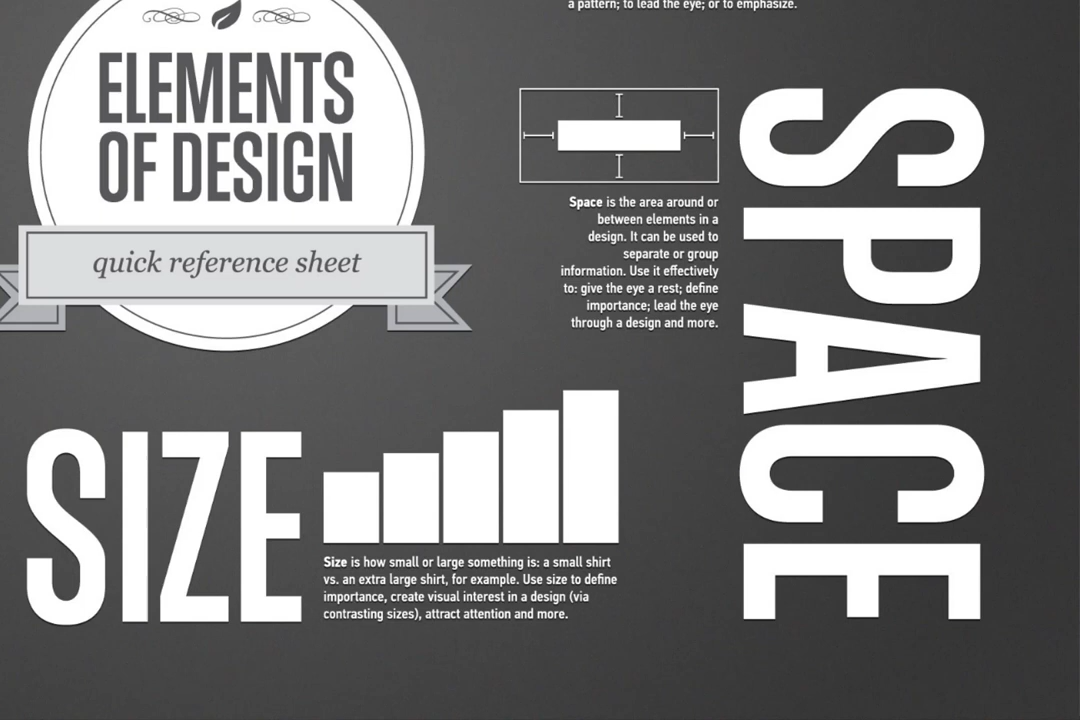 a pattern; to lead the eye; or to emphasize.
ELEMENTS
OF DESIGN
quick reference sheet
SPACE
Space is the area around or
between elements in a
design. It can be used to
separate or group
information. Use it effectively
to: give the eye a rest; define
importance; lead the eye
through a design and more.
SIZE
Size is how small or large something is: a small shirt
vs. an extra large shirt, for example. Use size to define
importance, create visual interest in a design (via
contrasting sizes), attract attention and more.